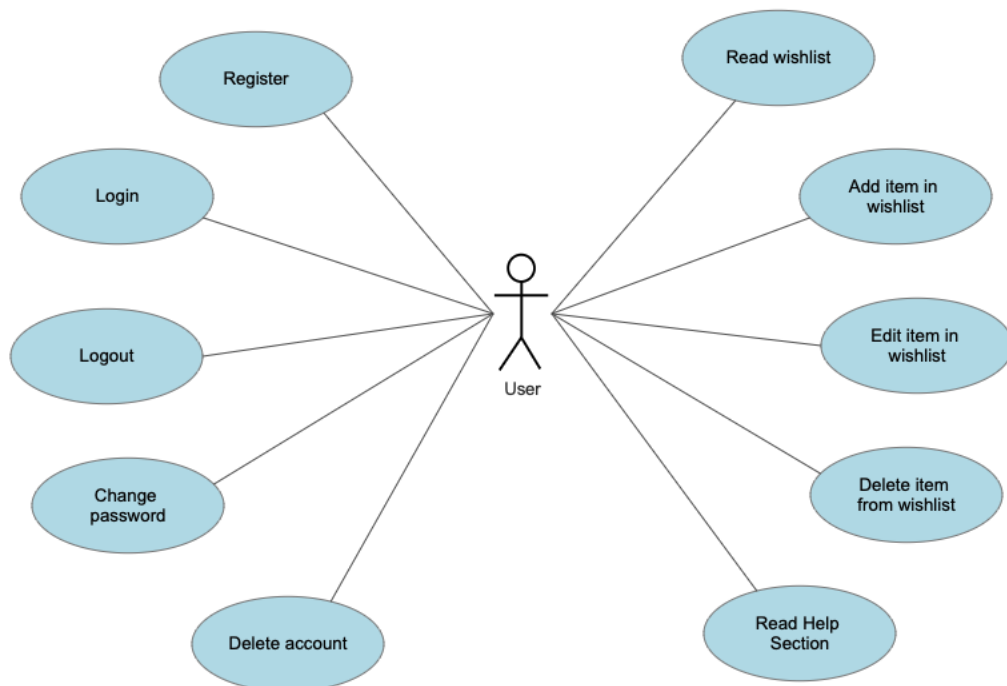 Register
Login
Logout
Change
password
Delete account
User
Read wishlist
Add item in
wishlist
Edit item in
wishlist
Delete item
from wishlist
Read Help
Section